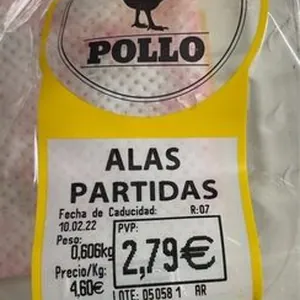 POLLO
ALAS
PARTIDAS
Fecha de Caducidad: R:07
10.02.22
Peso: PVP:
0,606kg 2,79€
Precio/Kg:
4,60€ LOTE: 05058 1 AR